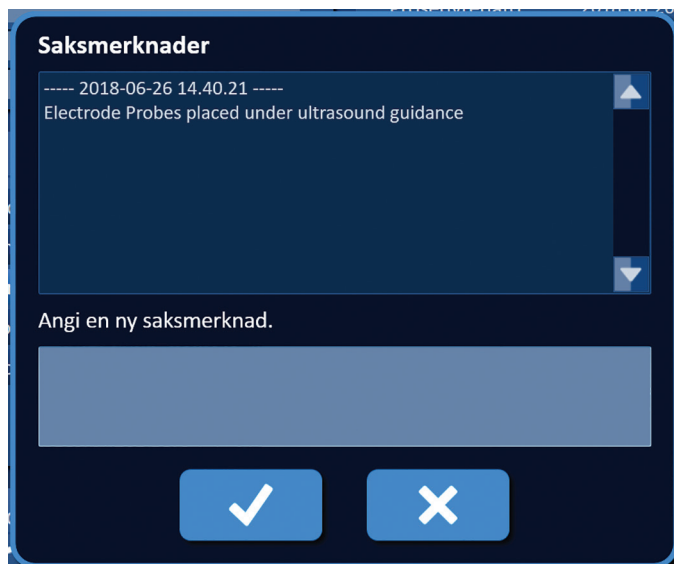 Saksmerknader
----- 2018-06-26 14.40.21 -----
Electrode Probes placed under ultrasound guidance
Angi en ny saksmerknad.